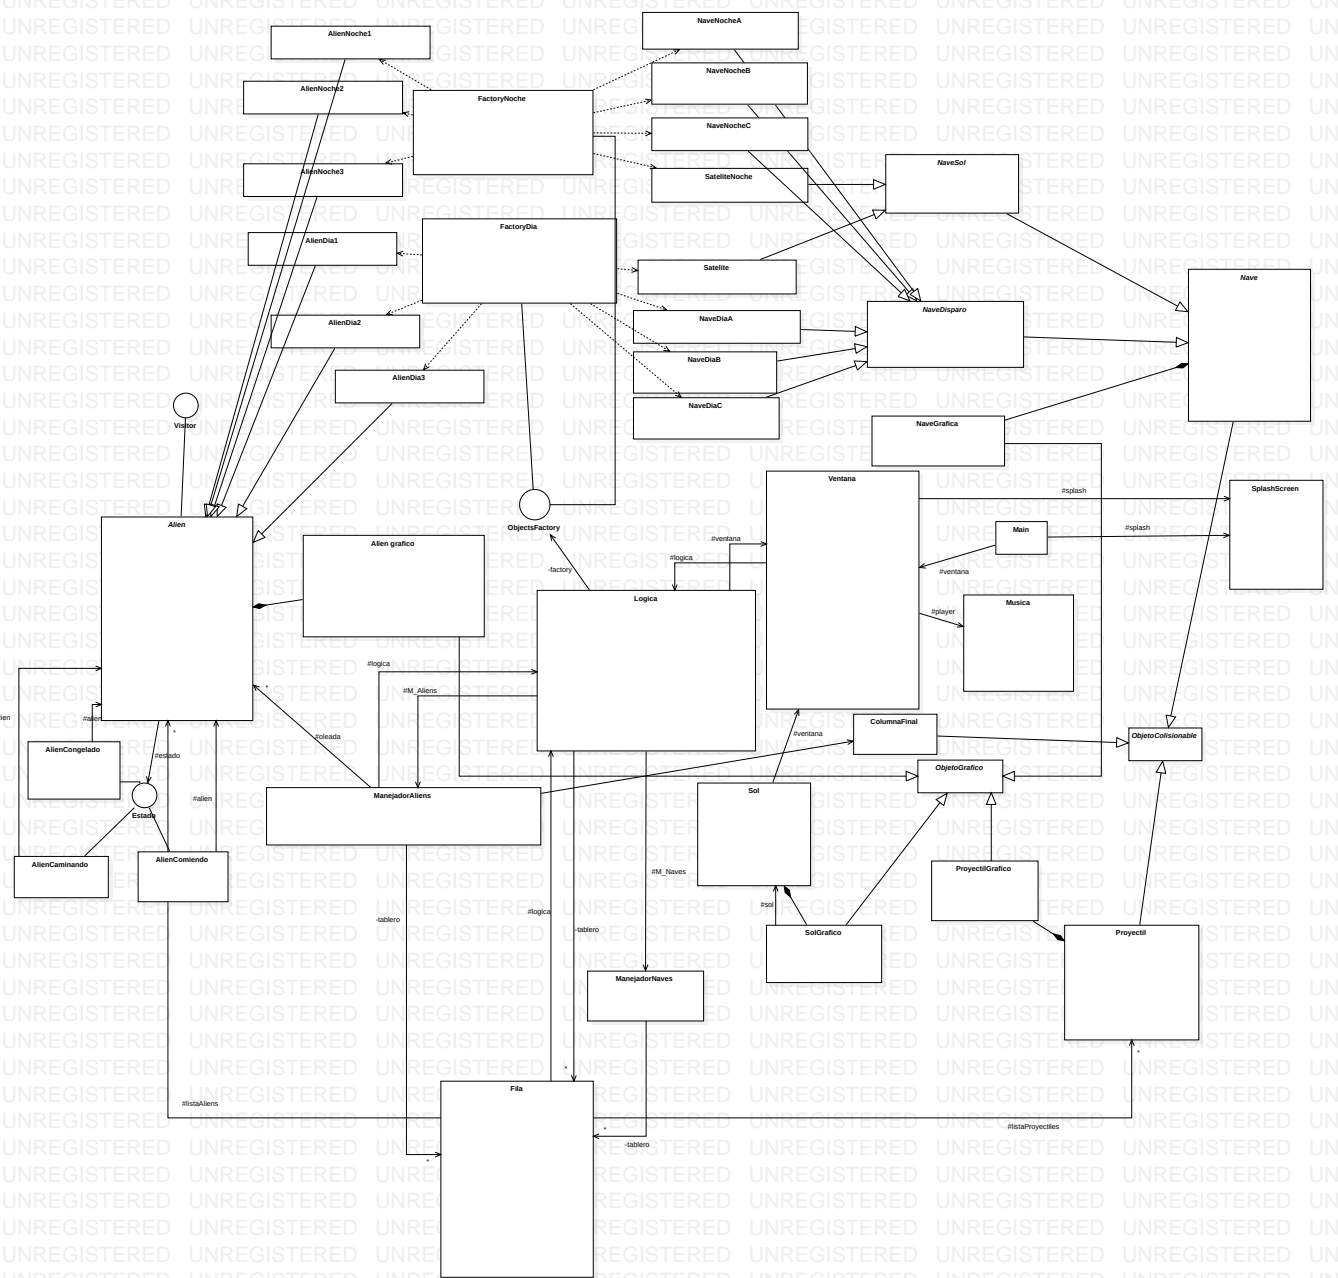 NaveNocheA
AlienNoche1
NaveNocheB
AlienNoche2
FactoryNoche
NaveNocheC
NaveSol
AlienNoche3
SateliteNoche
FactoryDia
AlienDia1
Satelite
Nave
NaveDisparo
NaveDiaA
AlienDia2
NaveDiaB
AlienDia3
NaveDiaC
Visitor
NaveGrafica
Ventana
SplashScreen
#splash
Alien
ObjectsFactory
Main
#splash
#ventana
Alien grafico
#logica
-factory
#ventana
Logica
Musica
#player
#logica
#M_Aliens
*
ien
#alien
ColumnaFinal
*
#oleada
#ventana
ObjetoColisionable
AlienCongelado
#estado
ObjetoGrafico
Sol
ManejadorAliens
#alien
Estado
AlienCaminando
AlienComiendo
#M_Naves
ProyectilGrafico
#sol
#logica
-tablero
-tablero
SolGrafico
Proyectil
ManejadorNaves
*
*
Fila
#listaAliens
*
#listaProyectiles
-tablero
*
UNREGISTERED